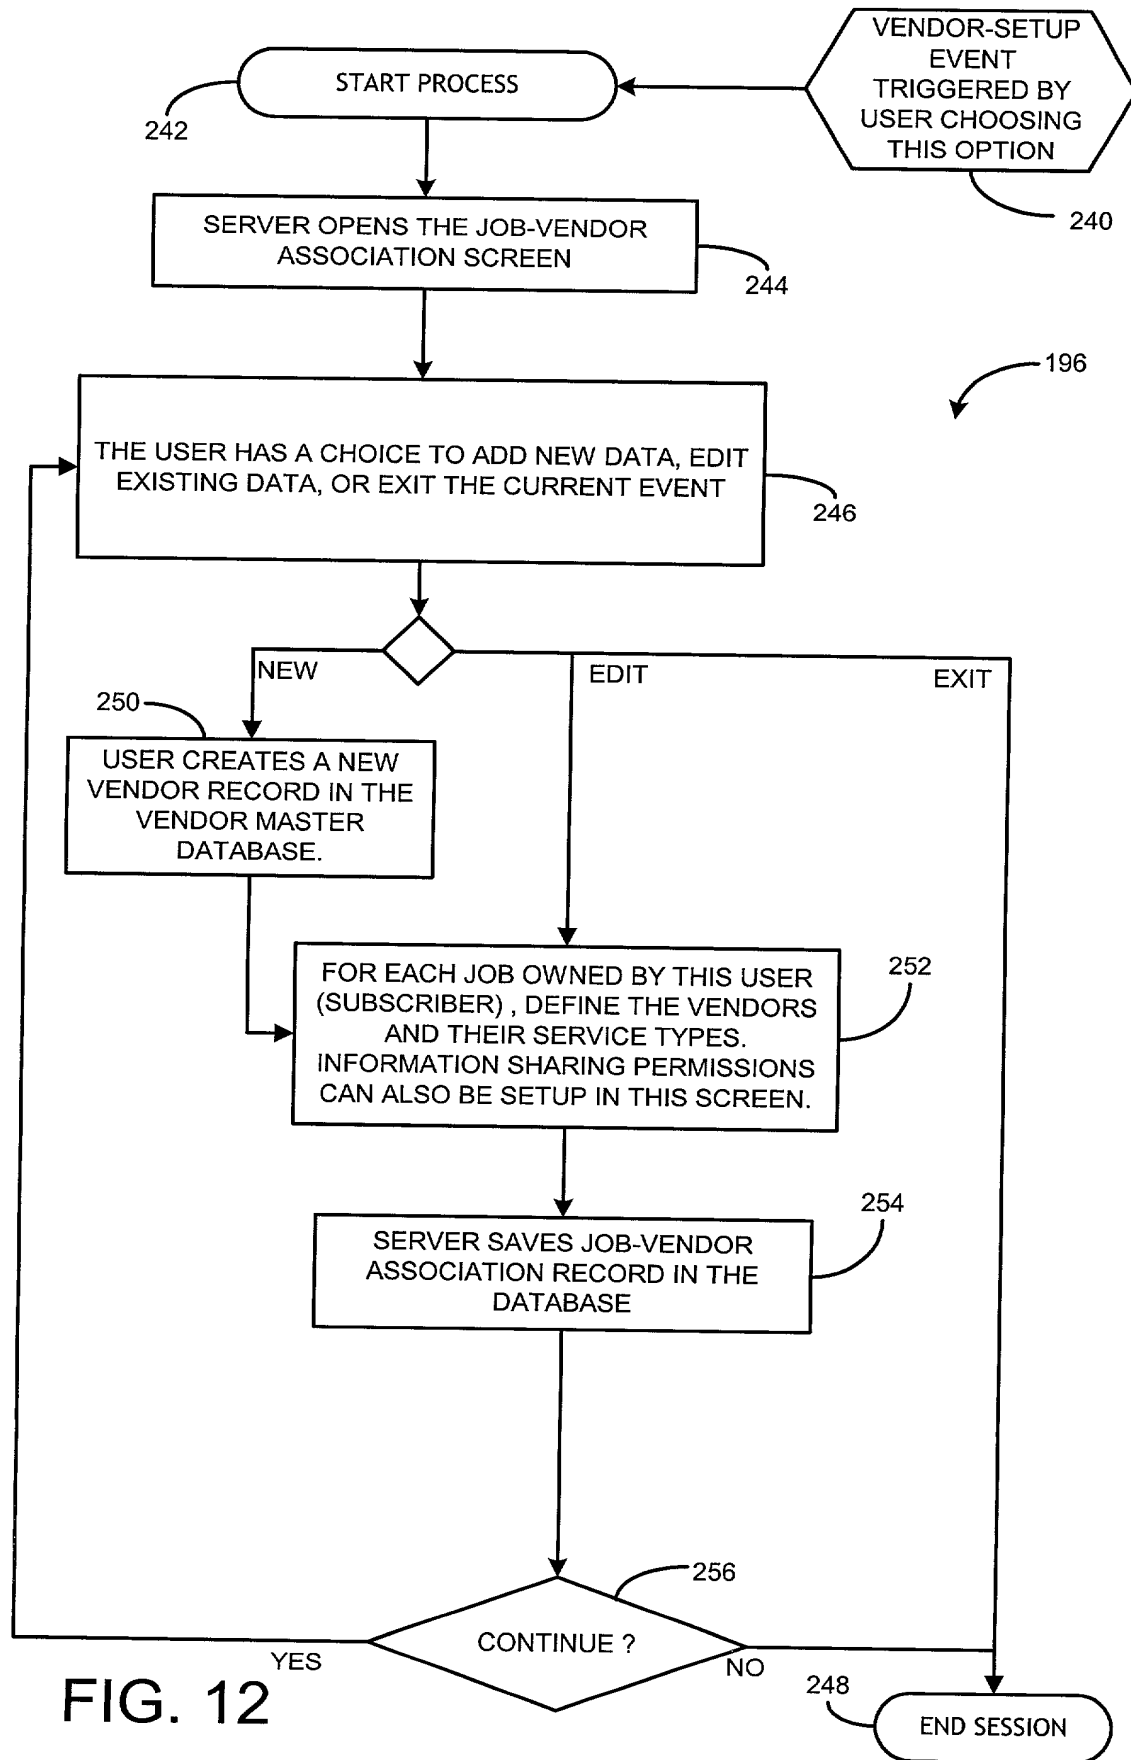 VENDOR-SETUP
EVENT
TRIGGERED BY
USER CHOOSING
THIS OPTION
240
START PROCESS
242
SERVER OPENS THE JOB-VENDOR
ASSOCIATION SCREEN
244
196
THE USER HAS A CHOICE TO ADD NEW DATA, EDIT
EXISTING DATA, OR EXIT THE CURRENT EVENT
246
NEW
EDIT
EXIT
250
USER CREATES A NEW
VENDOR RECORD IN THE
VENDOR MASTER
DATABASE.
252
FOR EACH JOB OWNED BY THIS USER
(SUBSCRIBER) , DEFINE THE VENDORS
AND THEIR SERVICE TYPES.
INFORMATION SHARING PERMISSIONS
CAN ALSO BE SETUP IN THIS SCREEN.
254
SERVER SAVES JOB-VENDOR
ASSOCIATION RECORD IN THE
DATABASE
256
CONTINUE ?
YES
NO
248
END SESSION
FIG. 12